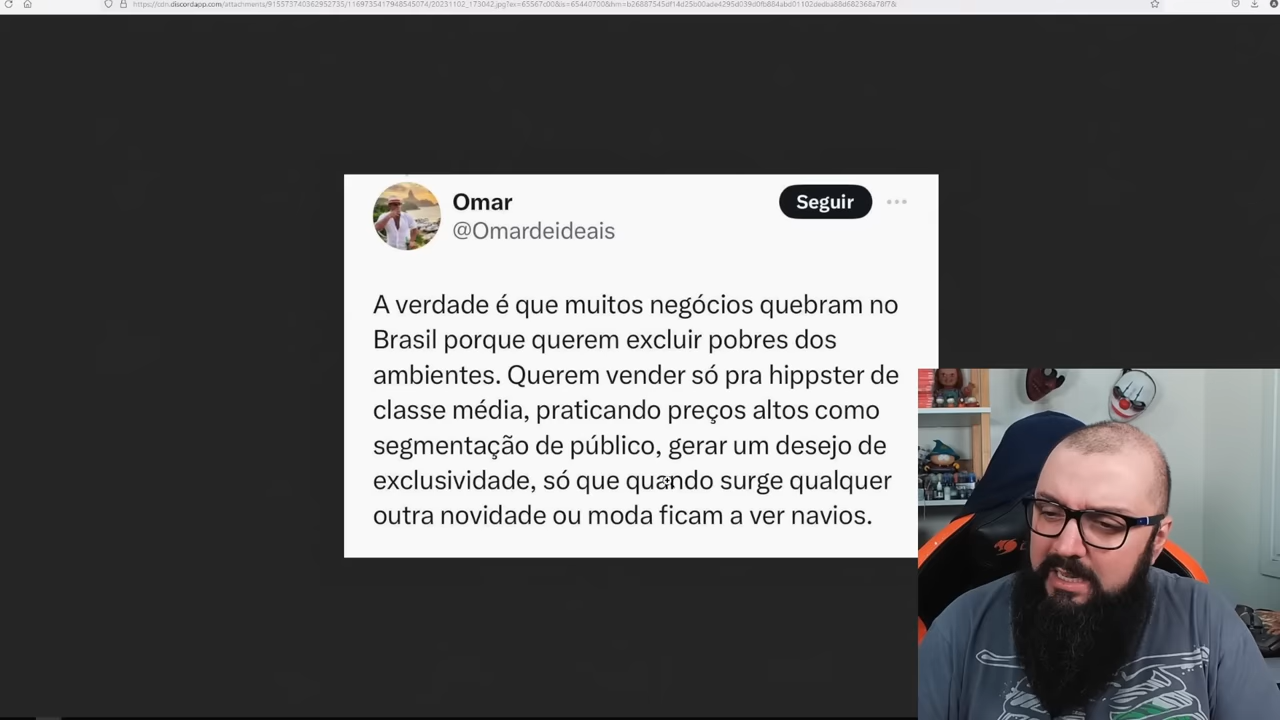 Omar
Seguir
@Omardeideais
A verdade é que muitos negócios quebram no
Brasil porque querem excluir pobres dos
ambientes. Querem vender só pra hippster de
classe média, praticando preços altos como
segmentação de público, gerar um desejo de
exclusividade, só que quando surge qualquer
outra novidade ou moda ficam a ver navios.